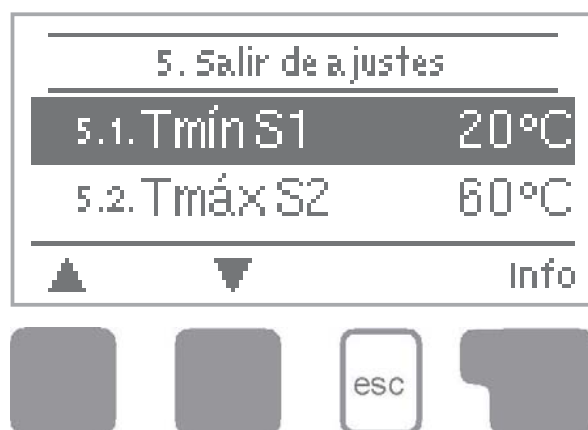 5. Salir de ajustes
5.1. Tmín S1 20°C
5.2. Tmáx S2 60°C
Info
esc